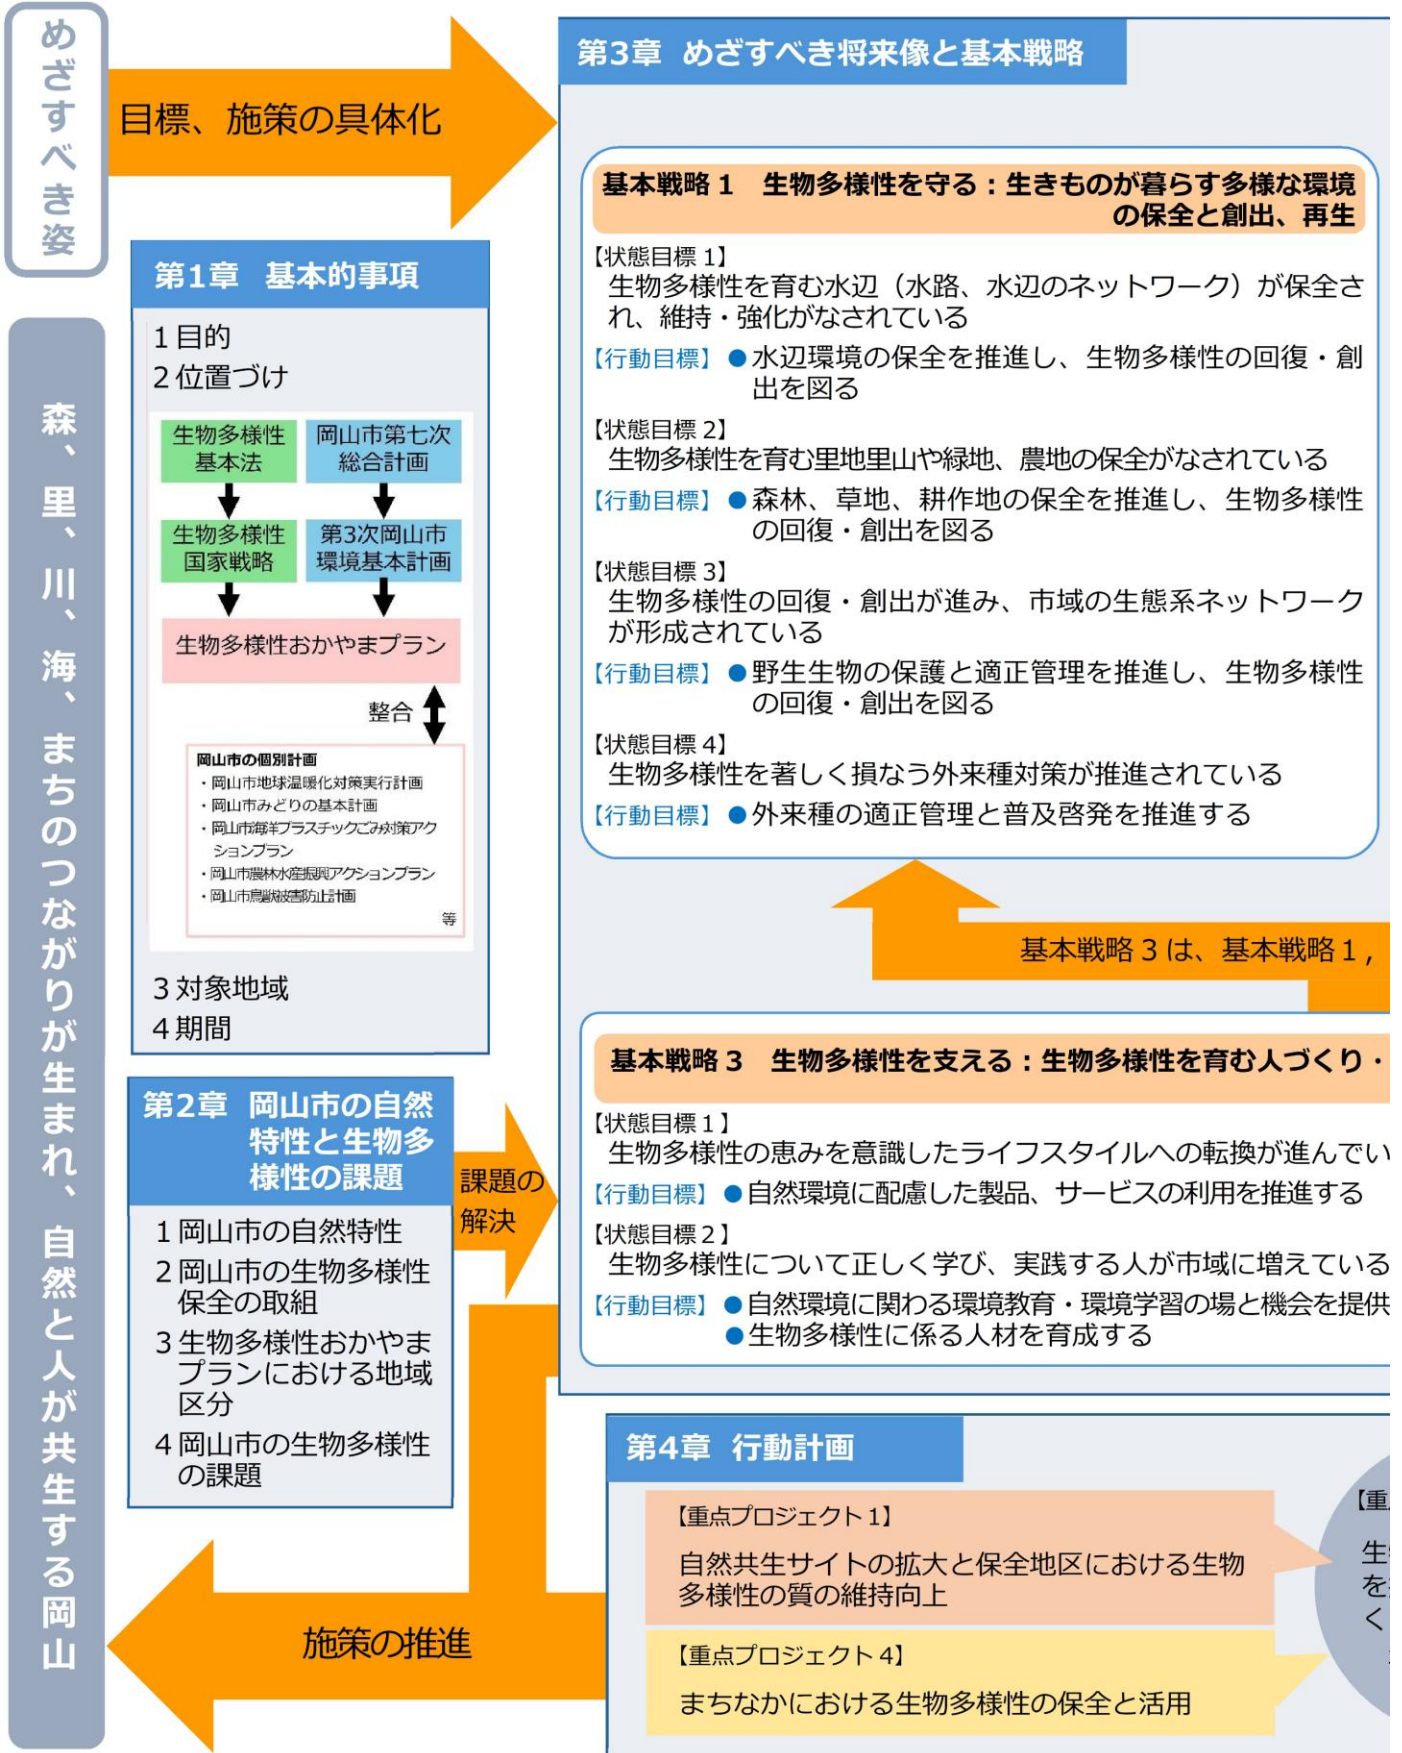 めざすべき姿
森、里、川、海、まちのつながりが生まれ、自然と人が共生する岡山
目標、施策の具体化
第1章 基本的事項
1目的
2位置づけ
生物多様性
基本法
岡山市第七次
総合計画
生物多様性
国家戦略
第3次岡山市
環境基本計画
生物多様性おかやまプラン
整合
岡山市の個別計画
・岡山市地球温暖化対策実行計画
・岡山市みどりの基本計画
・岡山市海洋プラスチックごみ対策アク
ションプラン
・岡山市農林水産振興アクションプラン
・岡山市鳥獣被害防止計画
等
3対象地域
4期間
第2章 岡山市の自然
特性と生物多
様性の課題
1岡山市の自然特性
2岡山市の生物多様性
保全の取組
3生物多様性おかやま
プランにおける地域
区分
4岡山市の生物多様性
の課題
課題の
解決
第3章 めざすべき将来像と基本戦略
基本戦略1 生物多様性を守る：生きものが暮らす多様な環境
の保全と創出、再生
【状態目標1】
生物多様性を育む水辺（水路、水辺のネットワーク）が保全さ
れ、維持・強化がなされている
【行動目標】●水辺環境の保全を推進し、生物多様性の回復・創
出を図る
【状態目標2】
生物多様性を育む里地里山や緑地、農地の保全がなされている
【行動目標】●森林、草地、耕作地の保全を推進し、生物多様性
の回復・創出を図る
【状態目標3】
生物多様性の回復・創出が進み、市域の生態系ネットワーク
が形成されている
【行動目標】●野生生物の保護と適正管理を推進し、生物多様性
の回復・創出を図る
【状態目標4】
生物多様性を著しく損なう外来種対策が推進されている
【行動目標】●外来種の適正管理と普及啓発を推進する
基本戦略3は、基本戦略1，
基本戦略3 生物多様性を支える：生物多様性を育む人づくり・
【状態目標1】
生物多様性の恵みを意識したライフスタイルへの転換が進んでい
【行動目標】●自然環境に配慮した製品、サービスの利用を推進する
【状態目標2】
生物多様性について正しく学び、実践する人が市域に増えている
【行動目標】●自然環境に関わる環境教育・環境学習の場と機会を提供
●生物多様性に係る人材を育成する
第4章 行動計画
【重点プロジェクト1】
自然共生サイトの拡大と保全地区における生物
多様性の質の維持向上
【重点プロジェクト4】
まちなかにおける生物多様性の保全と活用
【重
生
を
く
施策の推進